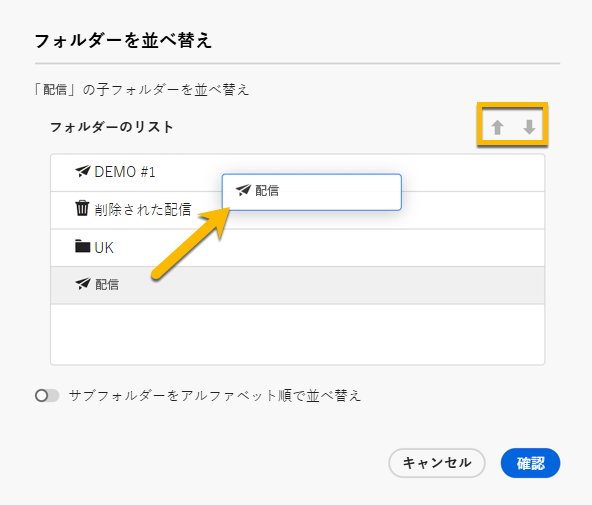 フォルダーを並べ替え
「配信」の子フォルダーを並べ替え
フォルダーのリスト
DEMO #1
配信
削除された配信
UK
配信
サブフォルダーをアルファベット順で並べ替え
キャンセル
確認